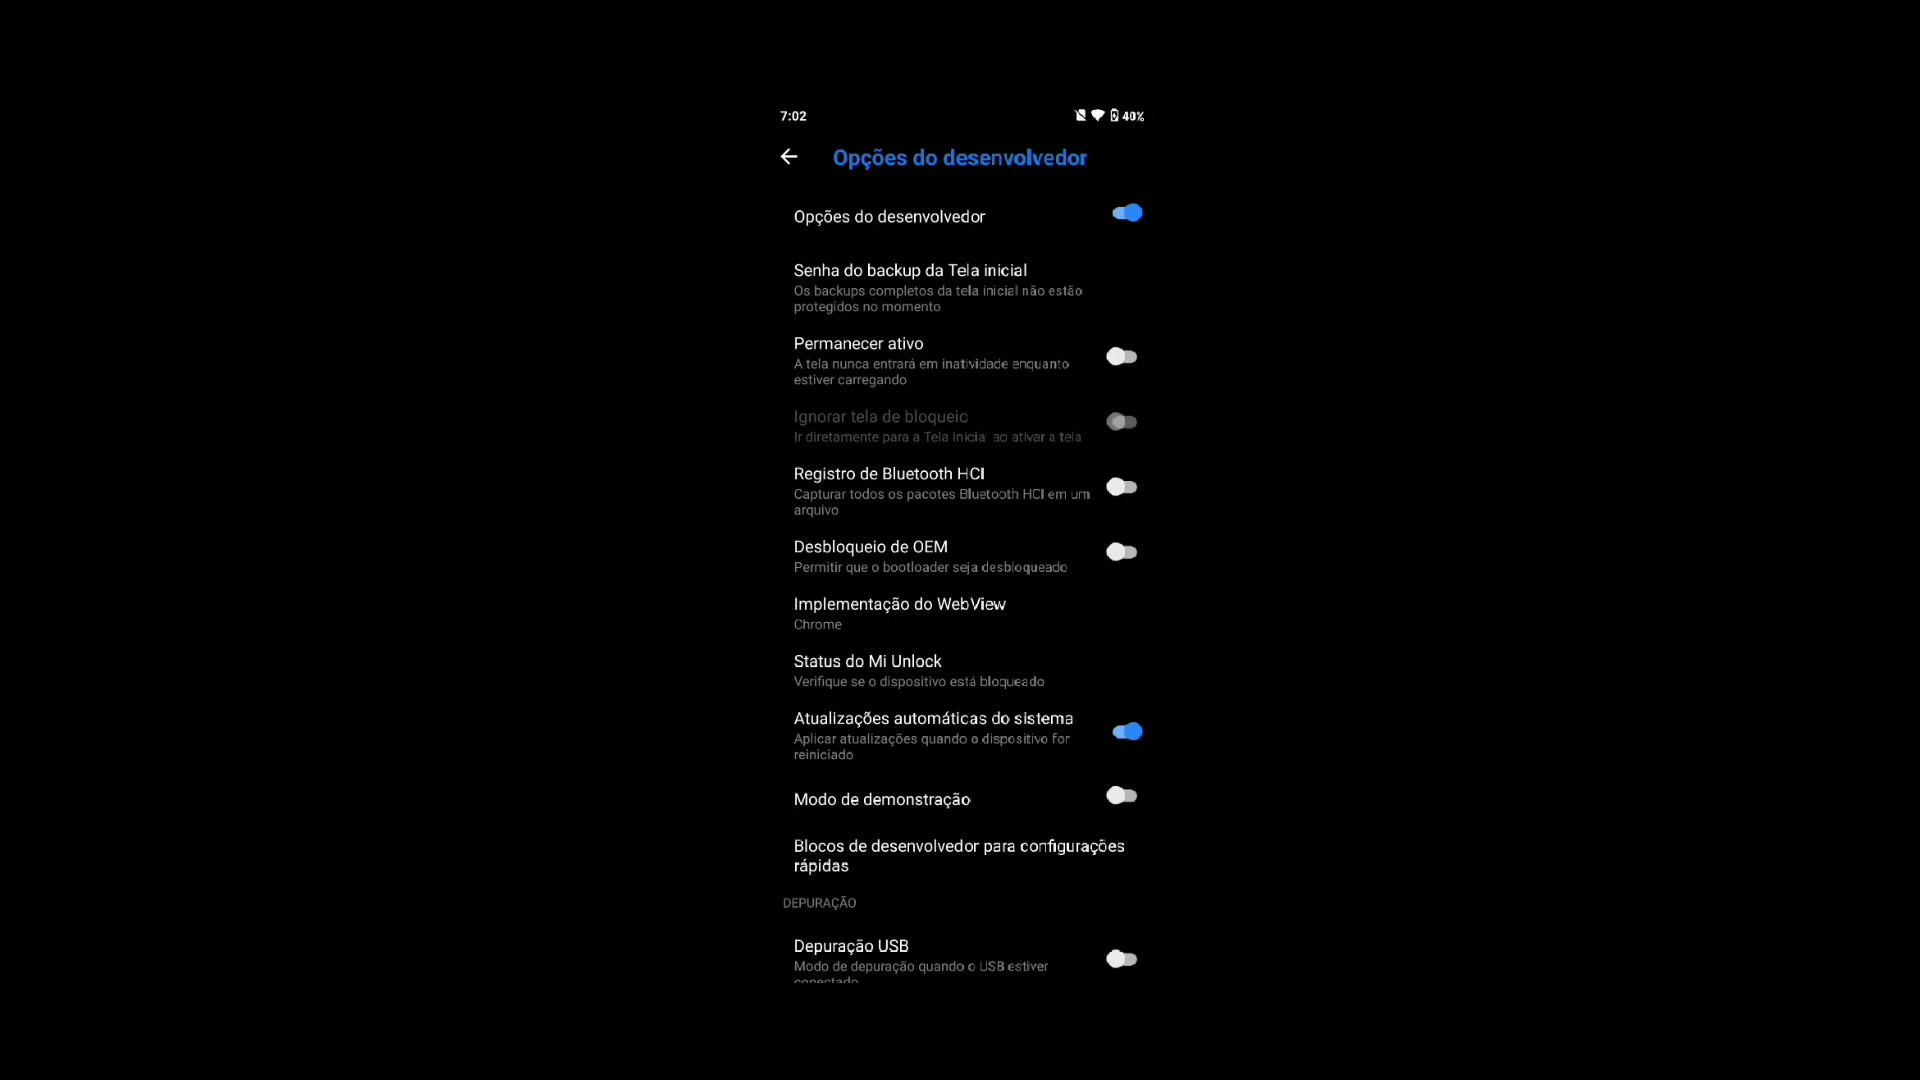 7:02
40%
Opções do desenvolvedor
Opções do desenvolvedor
Senha do backup da Tela inicial
Os backups completos da tela inicial não estão
protegidos no momento
Permanecer ativo
A tela nunca entrará em inatividade enquanto
estiver carregando
Ignorar tela de bloqueio
Ir diretamente para a Tela inicial ao ativar a tela
Registro de Bluetooth HCI
Capturar todos os pacotes Bluetooth HCI em um
arquivo
Desbloqueio de OEM
Permitir que o bootloader seja desbloqueado
Implementação do WebView
Chrome
Status do Mi Unlock
Verifique se o dispositivo está bloqueado
Atualizações automáticas do sistema
Aplicar atualizações quando o dispositivo for
reiniciado
Modo de demonstração
Blocos de desenvolvedor para configurações
rápidas
DEPURAÇÃO
Depuração USB
Modo de depuração quando o USB estiver
conectado